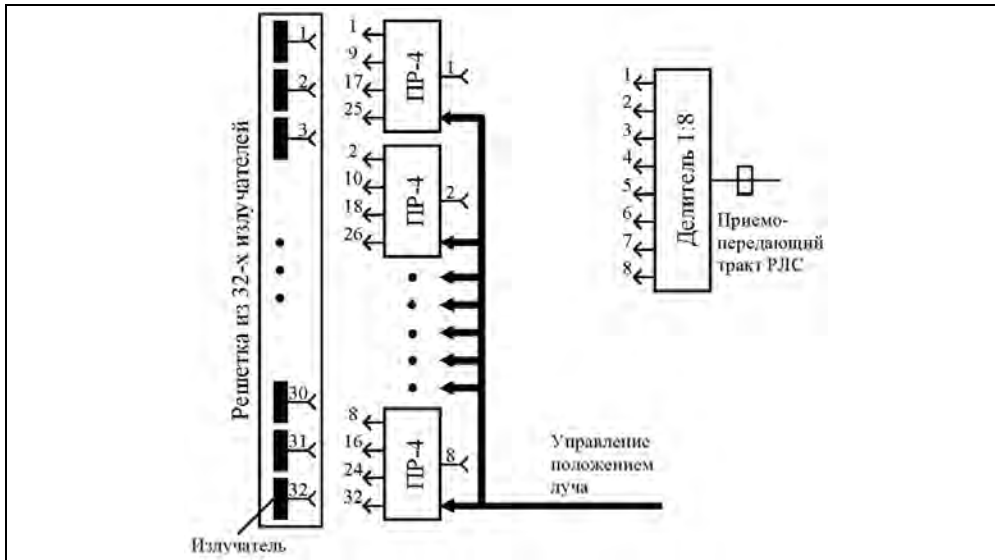 Решетка из 32-х излучателей
1
2
3
30
31
32
Излучатель
1
9
17
25
ПР-4
1
2
10
18
26
ПР-4
2
8
16
24
32
ПР-4
8
Управление
положением
луча
1
2
3
4
5
6
7
8
Делитель 1:8
Приемо-
передающий
тракт РЛС